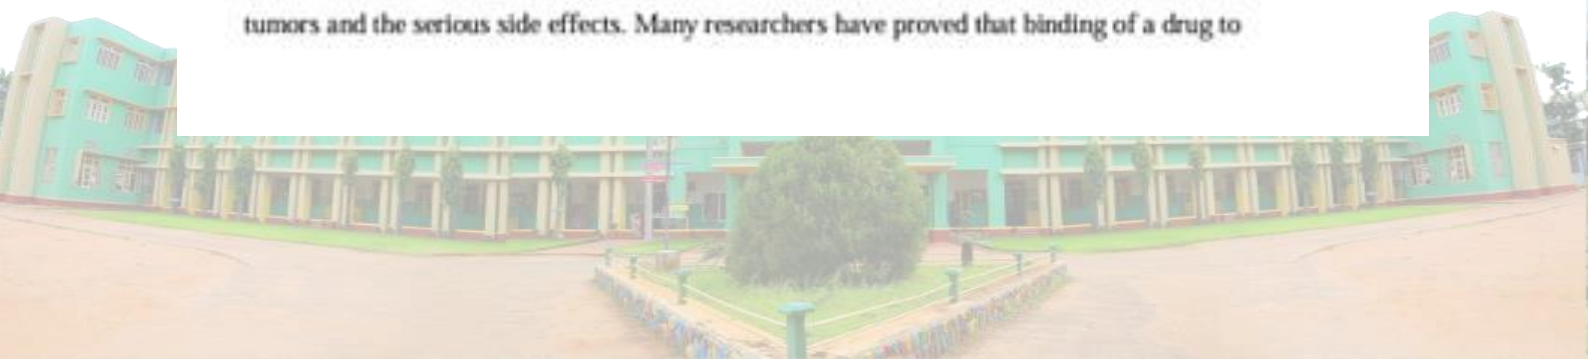 tumors and the serious side effects. Many researchers have proved that binding of a drug to